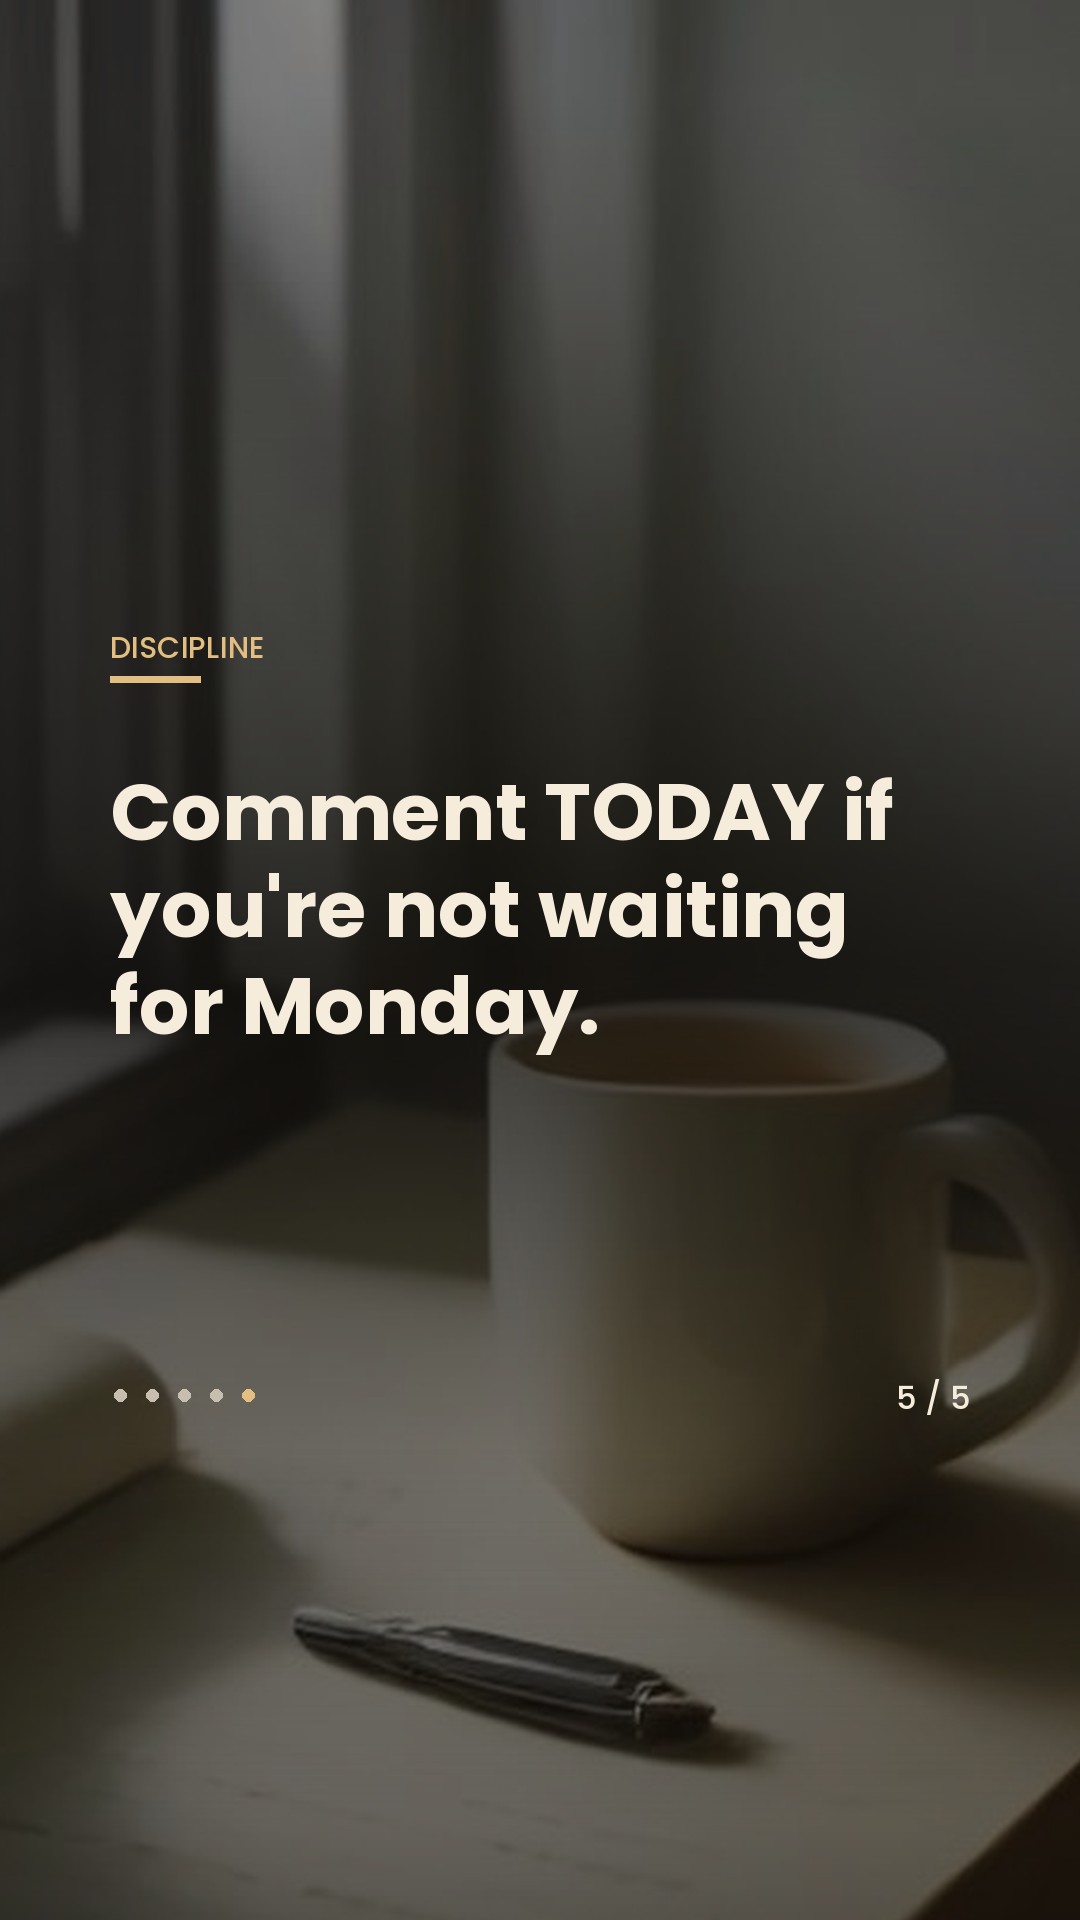 DISCIPLINE
Comment TODAY if
you're not waiting
for Monday.
5 / 5